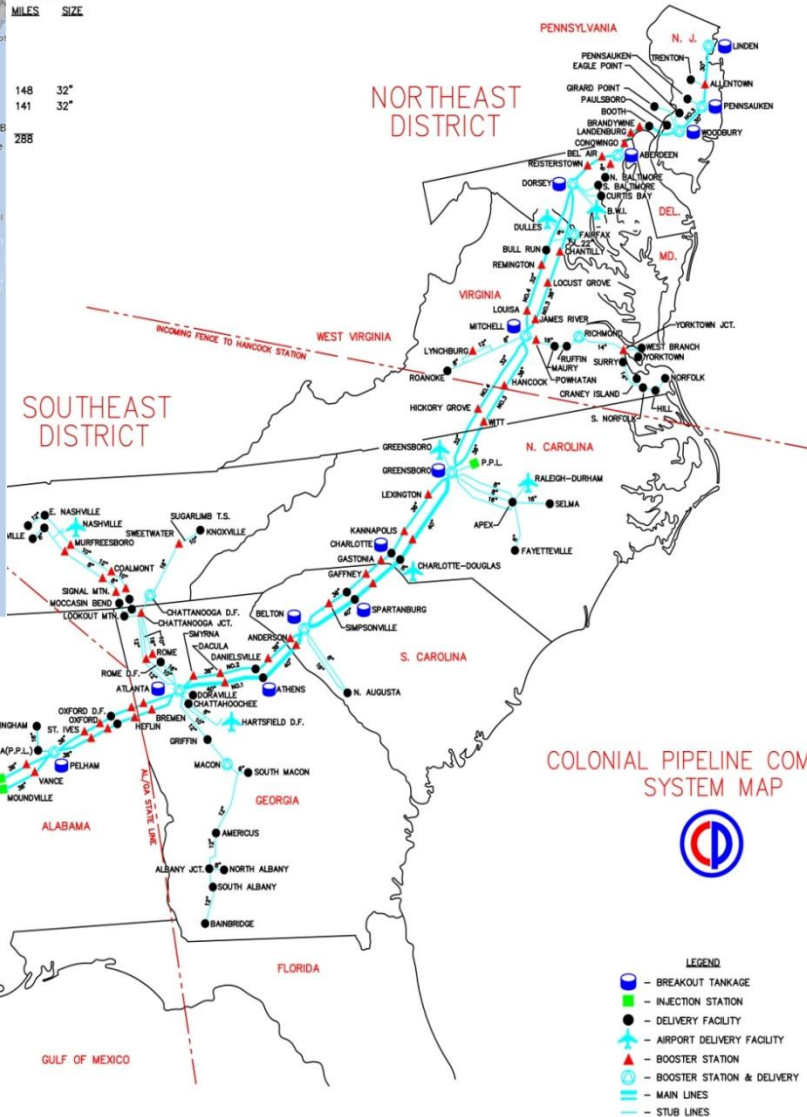 MILES SIZE
148 32"
141 32"
288
PENNSYLVANIA
N. J.
LINDEN
PENNSAUKEN
TRENTON
EAGLE POINT
ALLENTOWN
GIRARD POINT
PAULSBORO
PENNSAUKEN
BOOTH
BRANDYWINE
WOODBURY
LANDENBURG
CONOWINGO
BEL AIR
ABERDEEN
REISTERSTOWN
N. BALTIMORE
DORSEY
S. BALTIMORE
CURTIS BAY
B.W.I.
DEL.
DULLES
FAIRFAX
22"
MD.
BULL RUN
CHANTILLY
REMINGTON
LOCUST GROVE
NORTHEAST
DISTRICT
VIRGINIA
LOUISA
JAMES RIVER
YORKTOWN JCT.
MITCHELL
RICHMOND
WEST BRANCH
YORKTOWN
INCOMING FENCE TO HANCOCK STATION
WEST VIRGINIA
LYNCHBURG
RUFFIN
SURRY
MAURY
ROANOKE
POWHATAN
NORFOLK
HANCOCK
CRANEY ISLAND
HILL
S. NORFOLK
HICKORY GROVE
WITT
SOUTHEAST
DISTRICT
N. CAROLINA
GREENSBORO
P.P.L.
GREENSBORO
RALEIGH-DURHAM
LEXINGTON
SELMA
APEX
E. NASHVILLE
SUGARLIMB T.S.
NASHVILLE
KNOXVILLE
VILLE
SWEETWATER
MURFREESBORO
KANNAPOLIS
CHARLOTTE
FAYETTEVILLE
GASTONIA
CHARLOTTE-DOUGLAS
COALMONT
GAFFNEY
SIGNAL MTN.
MOCCASIN BEND
CHATTANOOGA D.F.
SPARTANBURG
LOOKOUT MTN.
CHATTANOOGA JCT.
BELTON
SIMPSONVILLE
SMYRNA
ANDERSON
DACULA
ROME
DANIELSVILLE
S. CAROLINA
ROME D.F.
ATLANTA
N. AUGUSTA
DORAVILLE
ATHENS
OXFORD D.F.
CHATTAHOOCHEE
OXFORD
BREMEN
HARTSFIELD D.F.
INGHAM
ST. IVES
HEFLIN
GRIFFIN
A(P.P.L.)
PELHAM
MACON
SOUTH MACON
VANCE
MOUNDVILLE
GEORGIA
ALABAMA
AL/GA STATE LINE
AMERICUS
ALBANY JCT.
NORTH ALBANY
SOUTH ALBANY
BAINBRIDGE
COLONIAL PIPELINE COM
SYSTEM MAP
FLORIDA
GULF OF MEXICO
LEGEND
- BREAKOUT TANKAGE
- INJECTION STATION
- DELIVERY FACILITY
- AIRPORT DELIVERY FACILITY
- BOOSTER STATION
- BOOSTER STATION & DELIVERY
- MAIN LINES
- STUB LINES